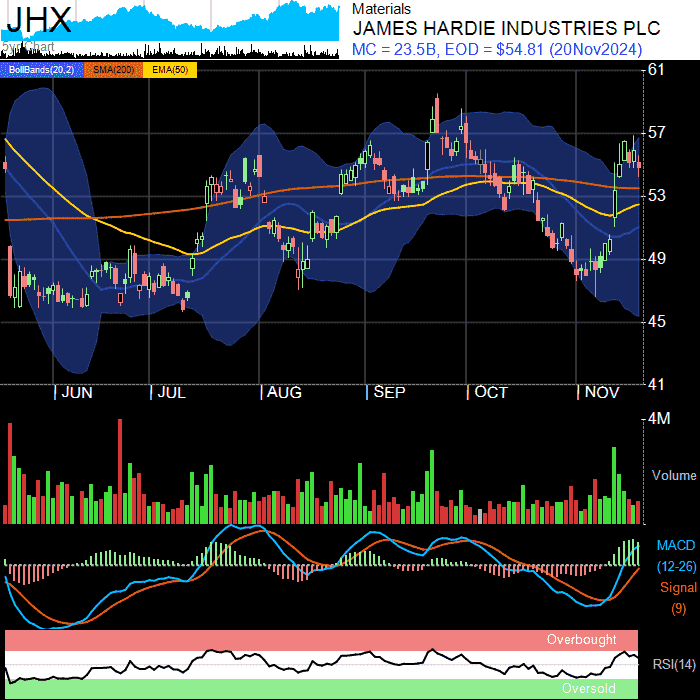 JHX
5yr Chart
Materials
JAMES HARDIE INDUSTRIES PLC
MC = 23.5B, EOD = $54.81 (20Nov2024)
BollBands(20,2) SMA(200) EMA(50)
61
57
53
49
45
41
JUN JUL AUG SEP OCT NOV
4M
Volume
MACD
(12-26)
Signal
(9)
Overbought
RSI(14)
Oversold